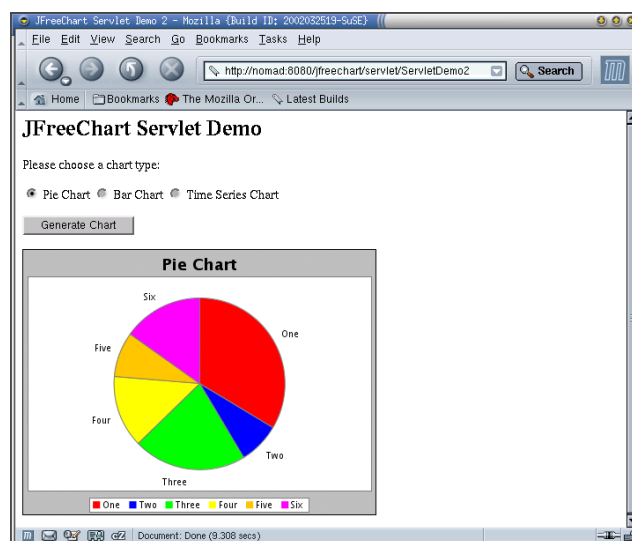 JFreeChart Servlet Demo 2 - Mozilla {Build ID: 2002032519-SuSE}
File Edit View Search Go Bookmarks Tasks Help
http://nomad:8080/jfreechart/servlet/ServletDemo2 Search
Home Bookmarks The Mozilla Or... Latest Builds
JFreeChart Servlet Demo
Please choose a chart type:
Pie Chart Bar Chart Time Series Chart
Generate Chart
Pie Chart
Six
One
Five
Four
Two
Three
One Two Three Four Five Six
Document: Done (9.308 secs)